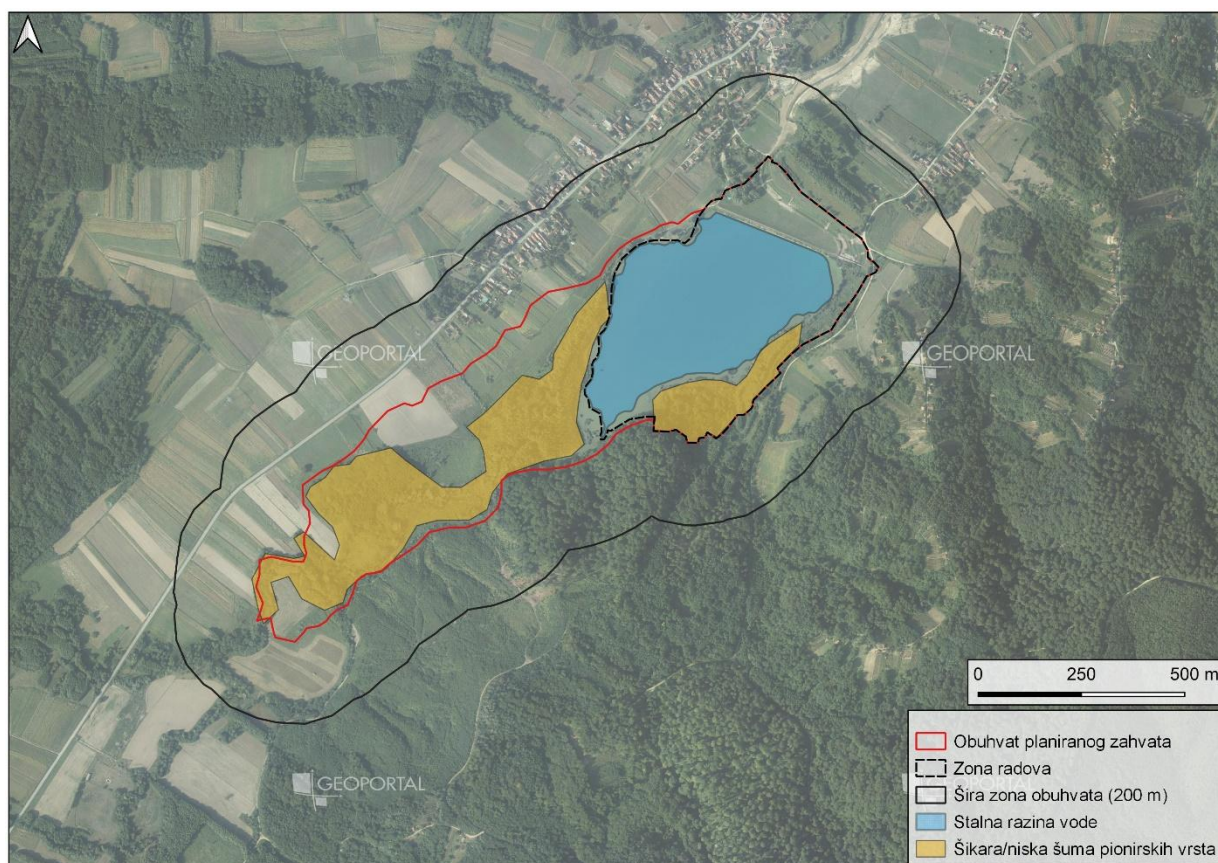 GEOPORTAL
GEOPORTAL
0 250 500 m
GEOPORTAL
Obuhvat planiranog zahvata
Zona radova
Šira zona obuhvata (200 m)
Stalna razina vode
Šikara/niska šuma pionirskih vrsta